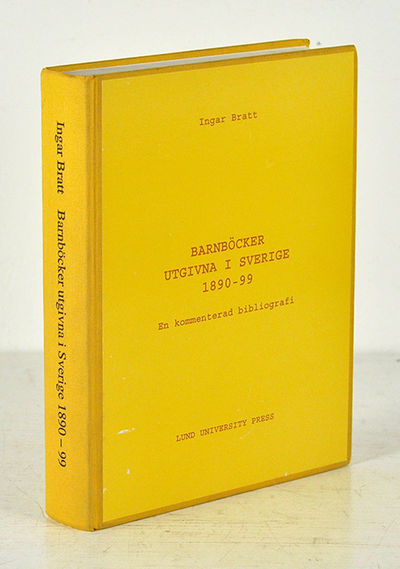 Ingar Bratt Barnböcker utgivna i Sverige 1890–99
Ingar Bratt
BARNBÖCKER
UTGIVNA I SVERIGE
1890-99
En kommenterad bibliografi
LUND UNIVERSITY PRESS